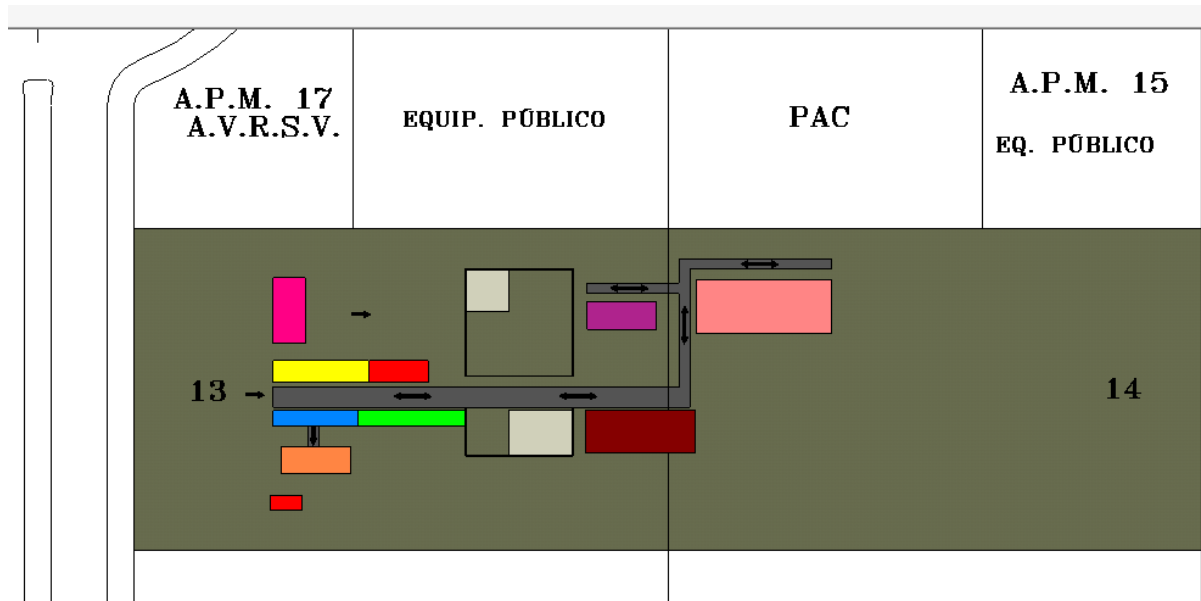 A.P.M. 17
A.V.R.S.V.
EQUIP. PÚBLICO
PAC
A.P.M. 15
EQ. PÚBLICO
13
14